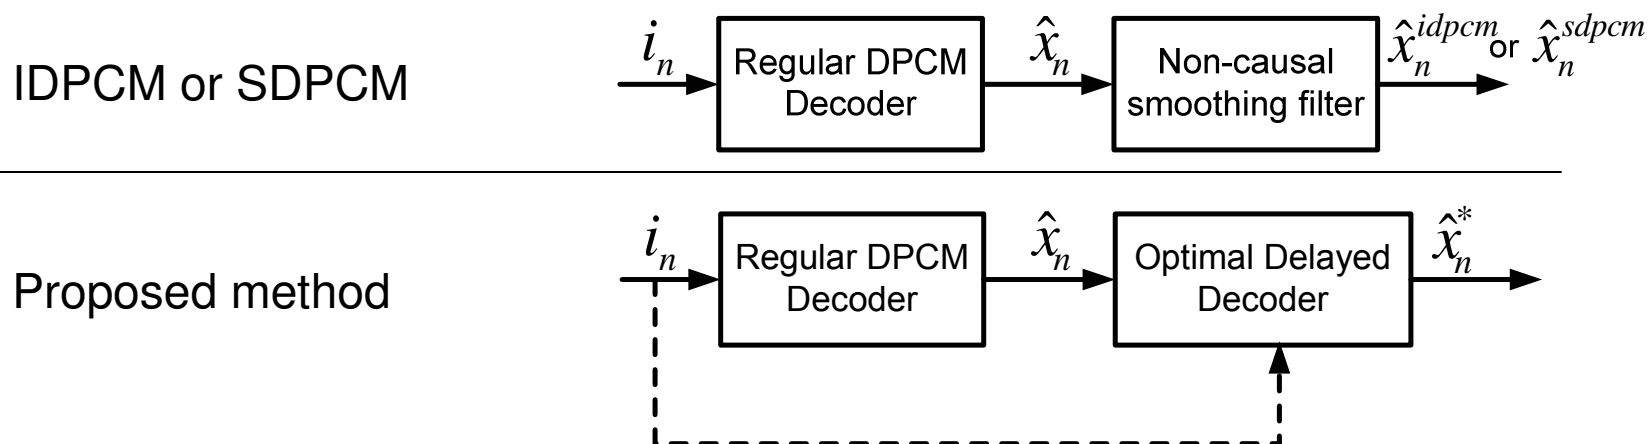 IDPCM or SDPCM
i_n
Regular DPCM
Decoder
x̂_n
Non-causal
smoothing filter
x̂_n^{idpcm} or x̂_n^{sdpcm}
Proposed method
i_n
Regular DPCM
Decoder
x̂_n
Optimal Delayed
Decoder
x̂_n^*